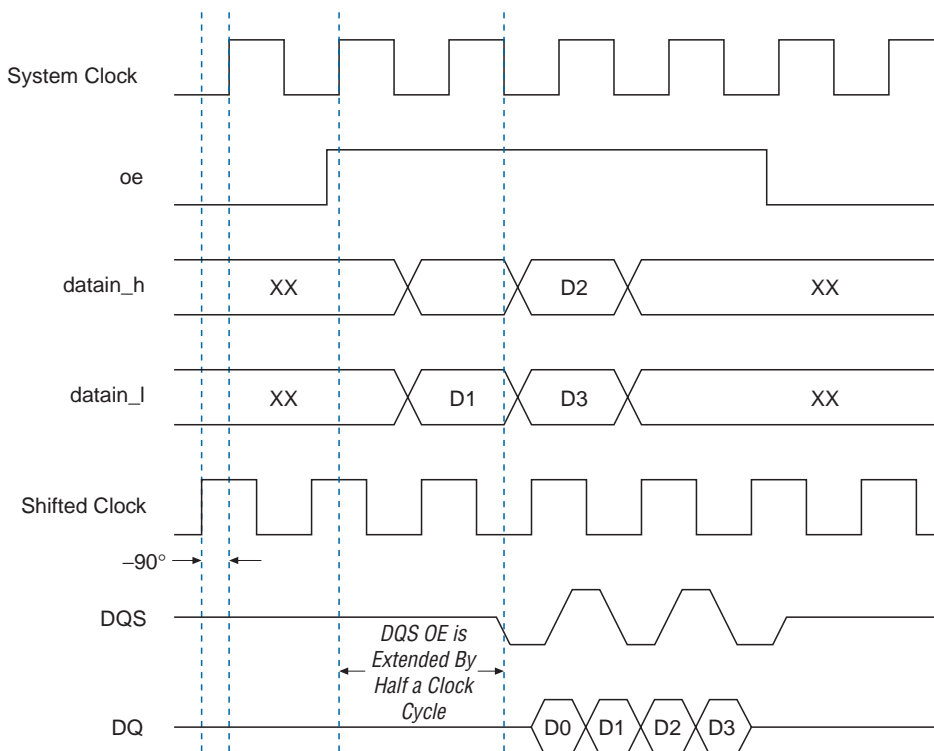 System Clock
oe
datain_h
XX
D2
XX
datain_l
XX
D1
D3
XX
Shifted Clock
–90°
DQS
DQS OE is
Extended By
Half a Clock
Cycle
DQ
D0
D1
D2
D3